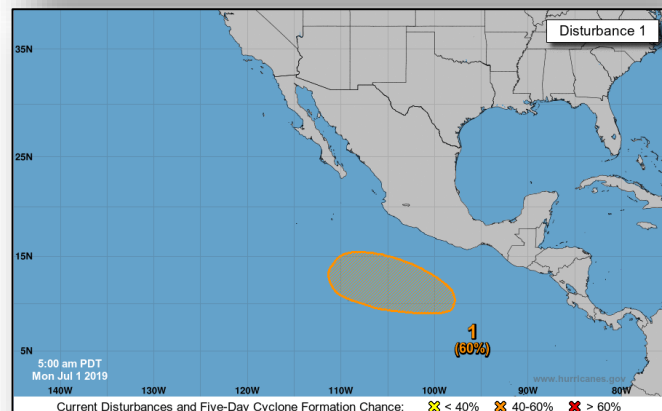 Disturbance 1
35N
25N
15N
5N
1
(60%)
5:00 am PDT
Mon Jul 1 2019
www.hurricanes.gov
140W 130W 120W 110W 100W 90W 80W
Current Disturbances and Five-Day Cyclone Formation Chance: < 40% 40-60% > 60%